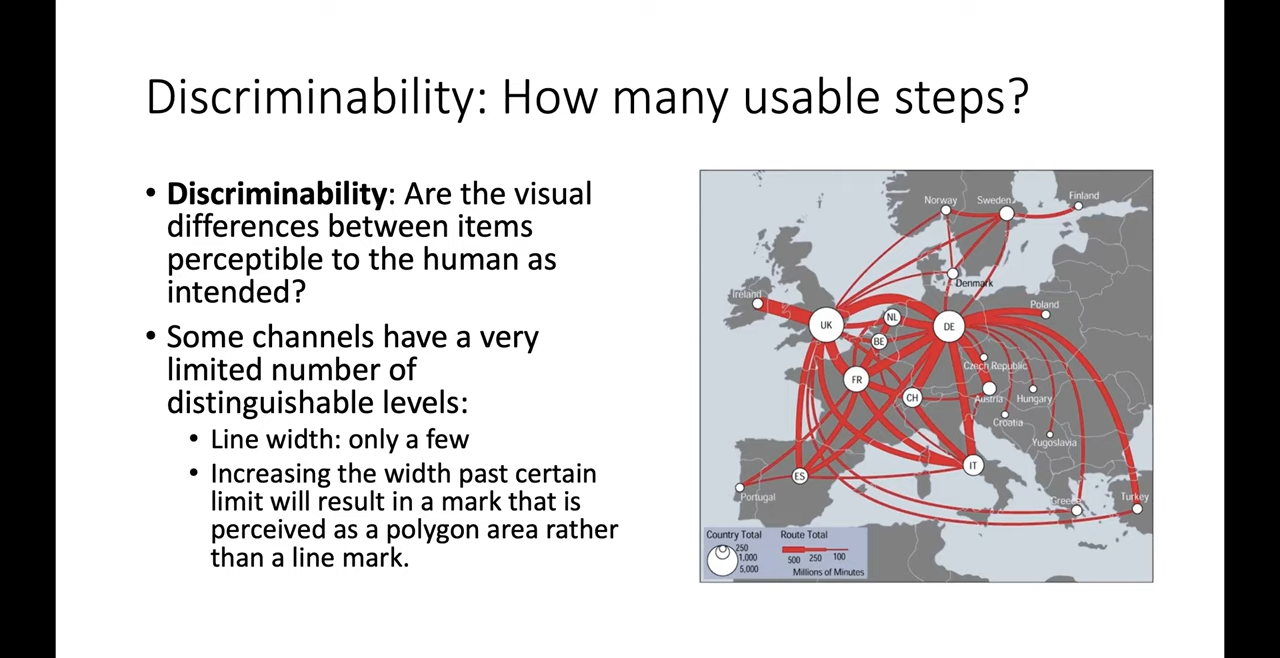 Discriminability: How many usable steps?
• Discriminability: Are the visual
differences between items
perceptible to the human as
intended?
• Some channels have a very
limited number of
distinguishable levels:
• Line width: only a few
• Increasing the width past certain
limit will result in a mark that is
perceived as a polygon area rather
than a line mark.
Norway
Sweden
Finland
Denmark
Ireland
Poland
UK
NL
DE
BE
Czech Republic
FR
CH
Austria
Hungary
Croatia
Yugoslavia
IT
ES
Portugal
Greece
Turkey
Country Total
250
1,000
5,000
Route Total
500 250 100
Millions of Minutes